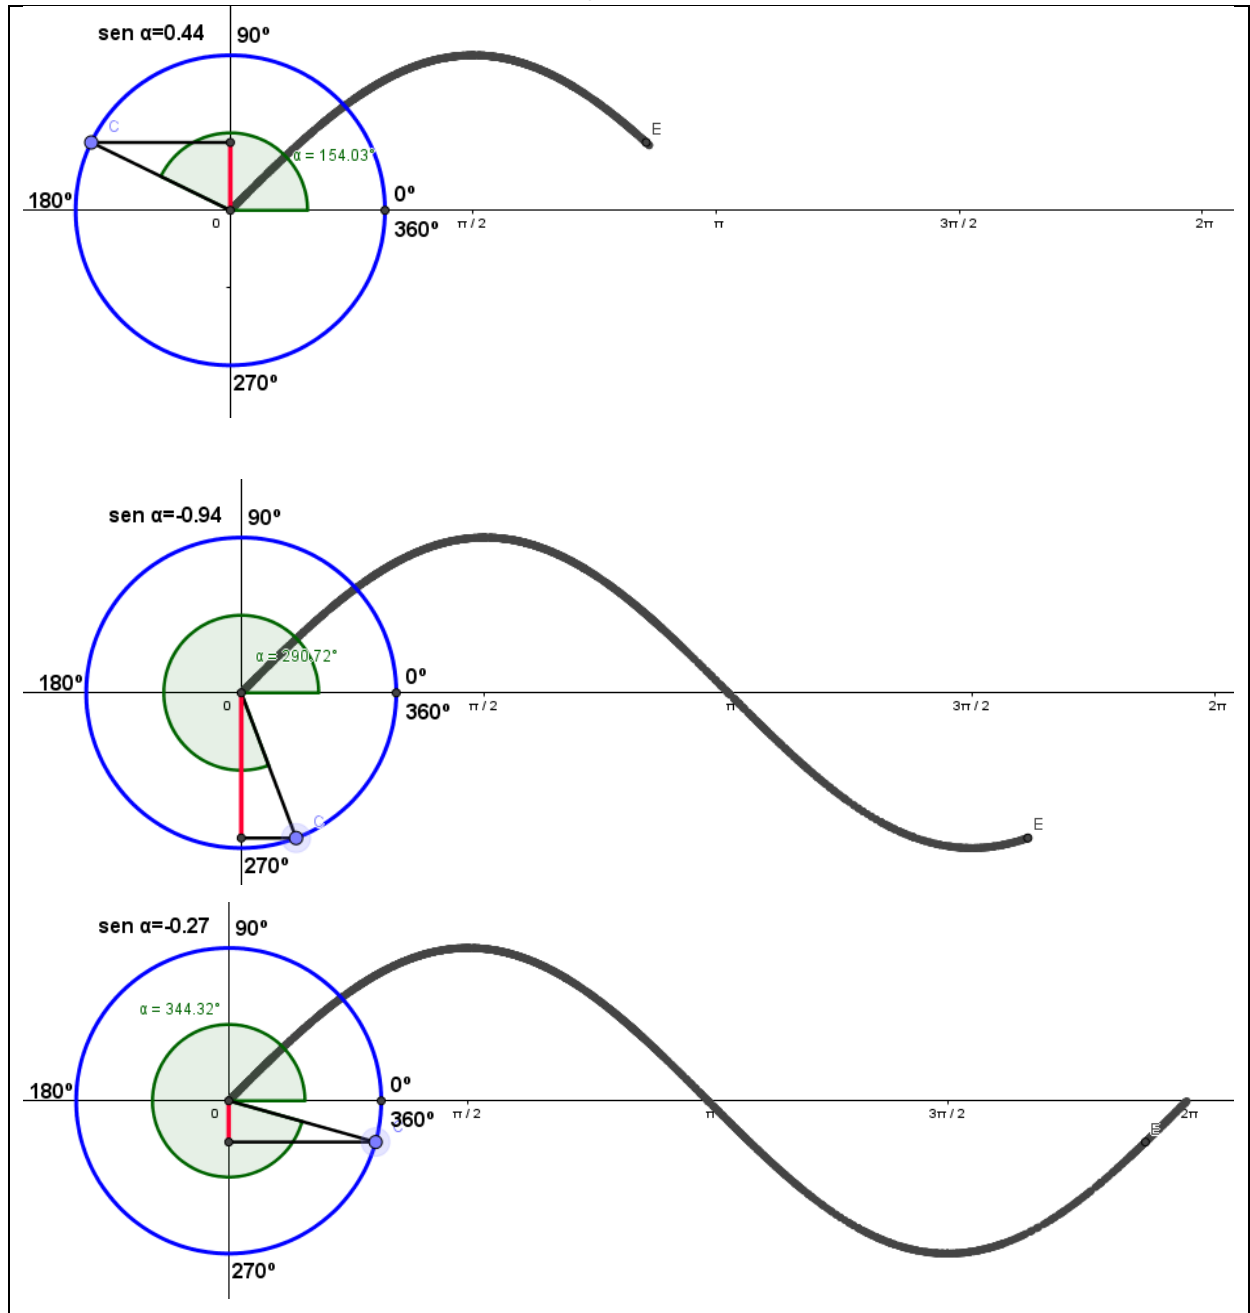 sen α=0.44
90º
C
E
α = 154.03°
180º
0º
0
360º
π / 2
π
3π / 2
2π
270º
sen α=-0.94
90º
α = 290.72°
180º
0º
0
360º
π / 2
π
3π / 2
2π
C
E
270º
sen α=-0.27
90º
α = 344.32°
180º
0º
0
360º
π / 2
π
3π / 2
2π
C
E
270º